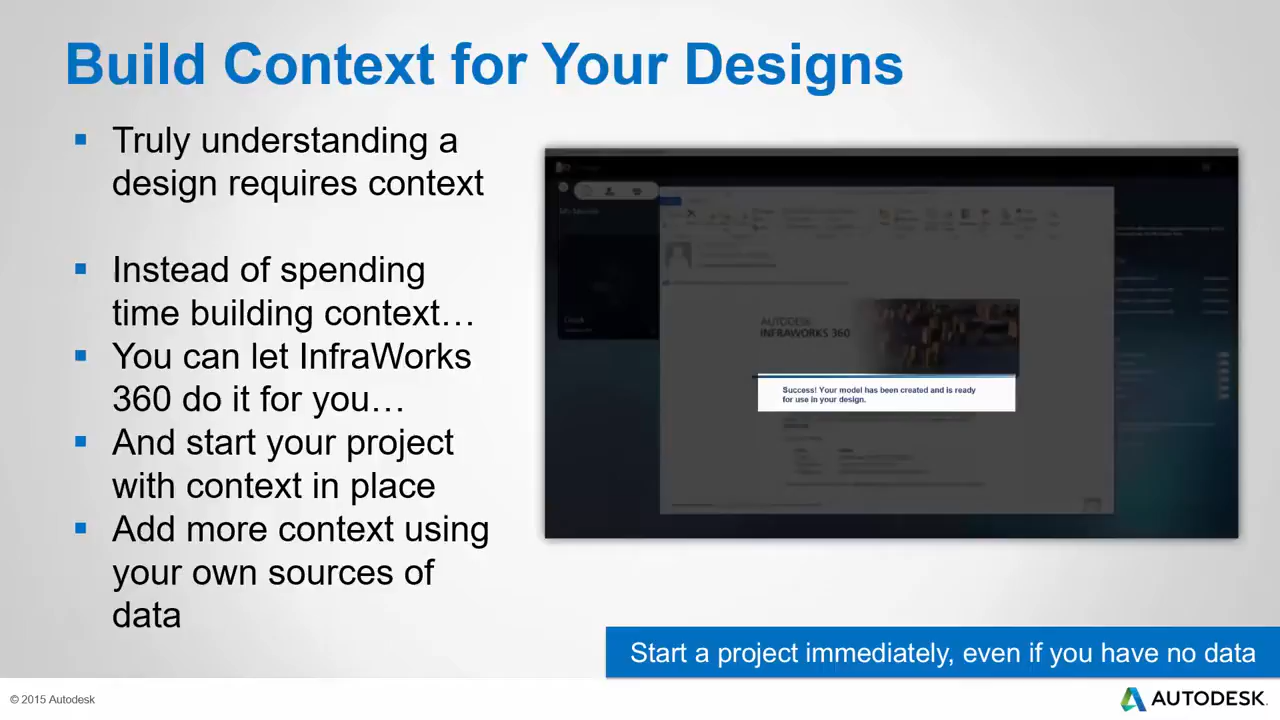 Build Context for Your Designs
Truly understanding a
design requires context
Instead of spending
time building context…
You can let InfraWorks
360 do it for you…
And start your project
with context in place
Add more context using
your own sources of
data
AUTODESK
INFRAWORKS 360
Success! Your model has been created and is ready
for use in your design.
Start a project immediately, even if you have no data
© 2015 Autodesk
AUTODESK.